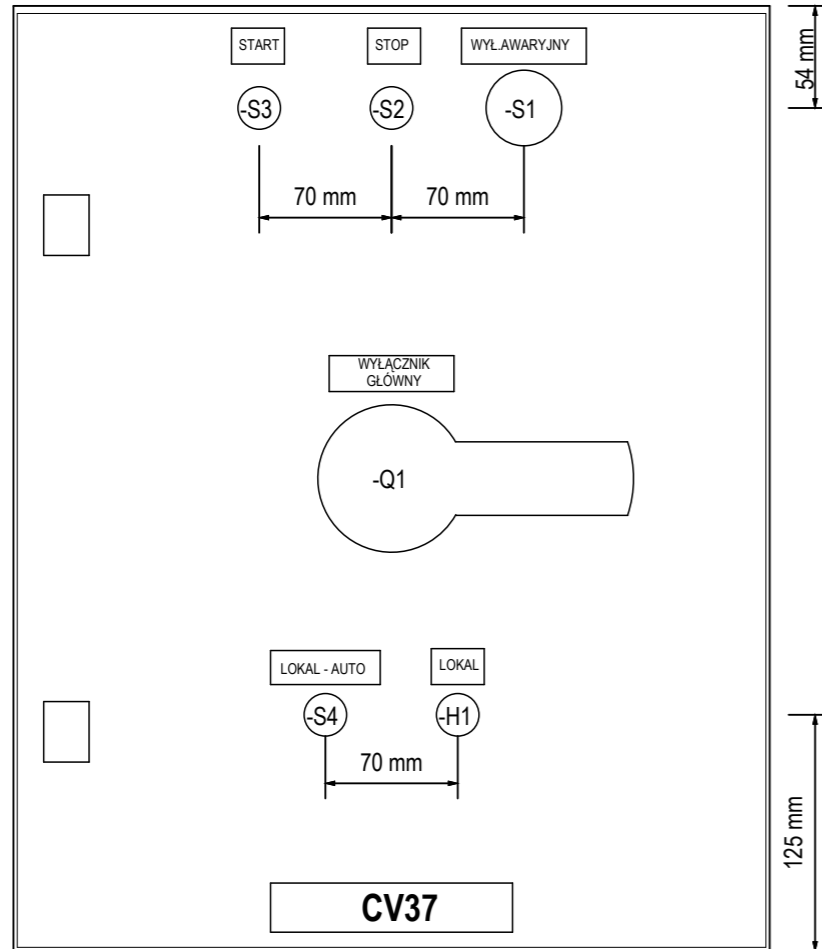 START
STOP
WYŁ.AWARYJNY
54 mm
-S3
-S2
-S1
70 mm
70 mm
WYŁĄCZNIK
GŁÓWNY
-Q1
LOKAL - AUTO
LOKAL
-S4
-H1
70 mm
125 mm
CV37